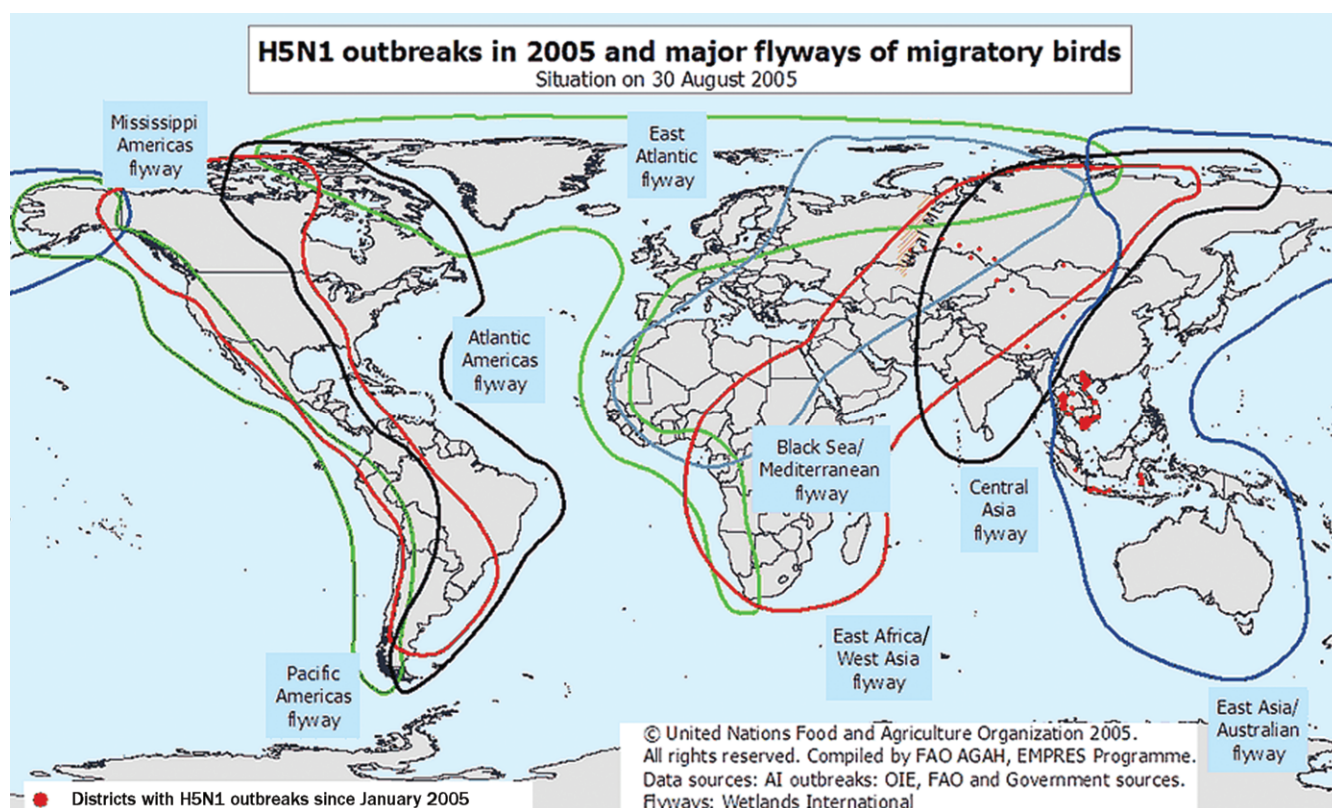 H5N1 outbreaks in 2005 and major flyways of migratory birds
Situation on 30 August 2005
Mississippi
Americas
flyway
East
Atlantic
flyway
Atlantic
Americas
flyway
Black Sea/
Mediterranean
flyway
Central
Asia
flyway
East Africa/
West Asia
flyway
Pacific
Americas
flyway
East Asia/
Australian
flyway
© United Nations Food and Agriculture Organization 2005.
All rights reserved. Compiled by FAO AGAH, EMPRES Programme.
Data sources: AI outbreaks: OIE, FAO and Government sources.
Flyways: Wetlands International
Districts with H5N1 outbreaks since January 2005